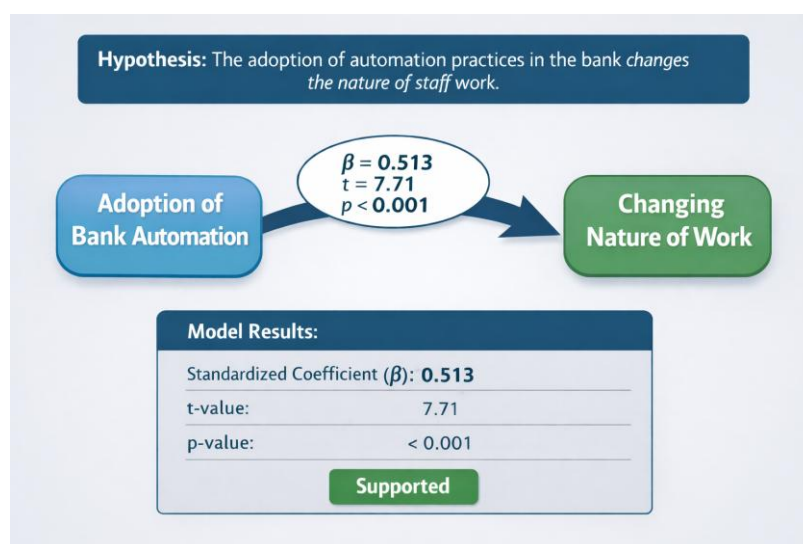 Hypothesis: The adoption of automation practices in the bank changes
the nature of staff work.
β = 0.513
t = 7.71
p < 0.001
Adoption of
Bank Automation
Changing
Nature of Work
Model Results:
Standardized Coefficient (β): 0.513
t-value: 7.71
p-value: < 0.001
Supported